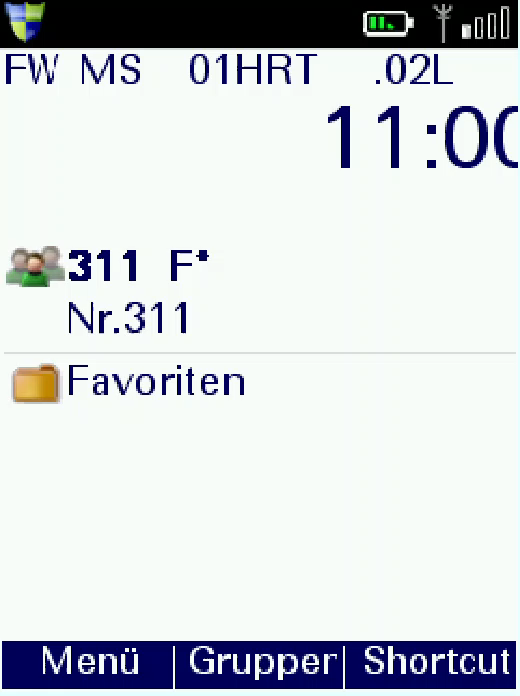 FW MS 01HRT .02L
11:00
311 F*
Nr.311
Favoriten
Menü Grupper Shortcut